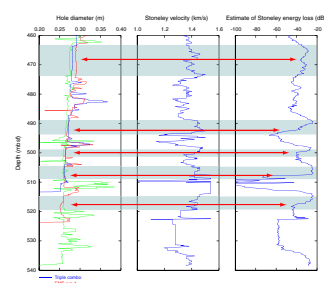 Hole diameter (m)
Stoneley velocity (km/s)
Estimate of Stoneley energy loss (dB)
0.20 0.25 0.30 0.35 0.40
1.0 1.2 1.4 1.6
-100 -80 -60 -40 -20
460
470
480
490
500
510
520
530
540
Depth (mbsf)
Triple combo